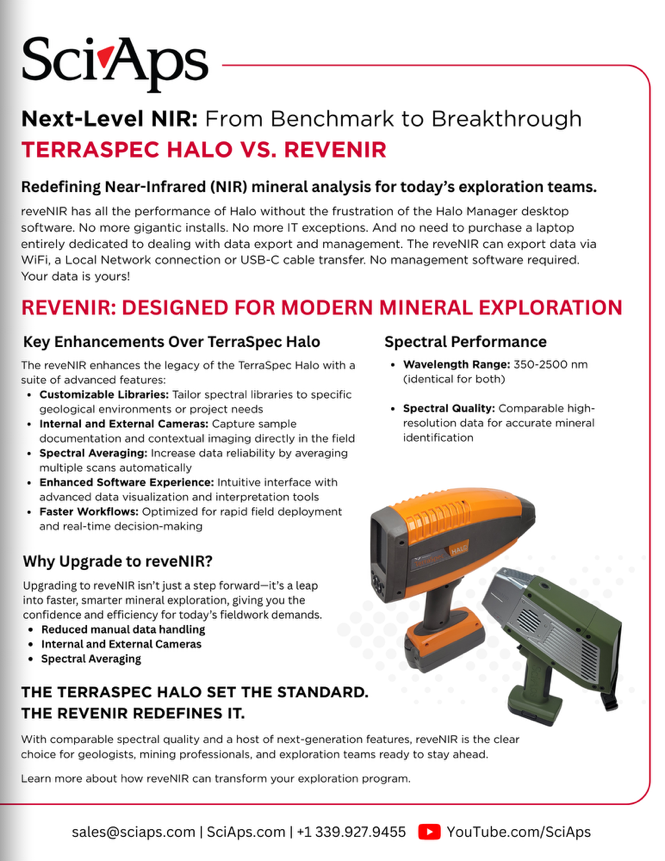 SciAps
Next-Level NIR: From Benchmark to Breakthrough
TERRASPEC HALO VS. REVENIR
Redefining Near-Infrared (NIR) mineral analysis for today's exploration teams.
reveNIR has all the performance of Halo without the frustration of the Halo Manager desktop
software. No more gigantic installs. No more IT exceptions. And no need to purchase a laptop
entirely dedicated to dealing with data export and management. The reveNIR can export data via
WiFi, a Local Network connection or USB-C cable transfer. No management software required.
Your data is yours!
REVENIR: DESIGNED FOR MODERN MINERAL EXPLORATION
Key Enhancements Over TerraSpec Halo
The reveNIR enhances the legacy of the TerraSpec Halo with a
suite of advanced features:
• Customizable Libraries: Tailor spectral libraries to specific
geological environments or project needs
• Internal and External Cameras: Capture sample
documentation and contextual imaging directly in the field
• Spectral Averaging: Increase data reliability by averaging
multiple scans automatically
• Enhanced Software Experience: Intuitive interface with
advanced data visualization and interpretation tools
• Faster Workflows: Optimized for rapid field deployment
and real-time decision-making
Spectral Performance
• Wavelength Range: 350-2500 nm
(identical for both)
• Spectral Quality: Comparable high-
resolution data for accurate mineral
identification
HALO
Why Upgrade to reveNIR?
Upgrading to reveNIR isn't just a step forward—it's a leap
into faster, smarter mineral exploration, giving you the
confidence and efficiency for today's fieldwork demands.
• Reduced manual data handling
• Internal and External Cameras
• Spectral Averaging
THE TERRASPEC HALO SET THE STANDARD.
THE REVENIR REDEFINES IT.
With comparable spectral quality and a host of next-generation features, reveNIR is the clear
choice for geologists, mining professionals, and exploration teams ready to stay ahead.
Learn more about how reveNIR can transform your exploration program.
sales@sciaps.com | SciAps.com | +1 339.927.9455 YouTube.com/SciAps